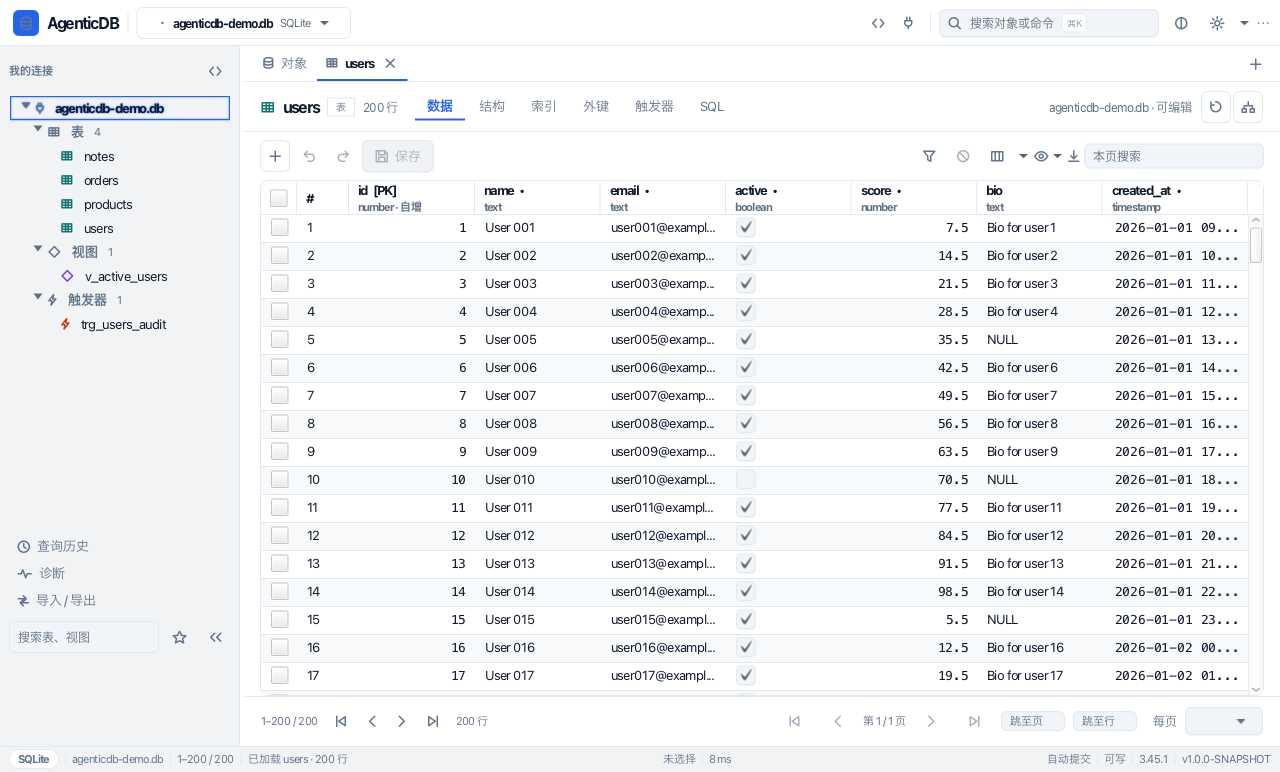 AgenticDB agenticdb-demo.db SQLite 搜索对象或命令 ⌘K ···
我的连接
agenticdb-demo.db
表 4
notes
orders
products
users
视图 1
v_active_users
触发器 1
trg_users_audit
查询历史
诊断
导入 / 导出
搜索表、视图
对象 users
users 表 200 行 数据 结构 索引 外键 触发器 SQL agenticdb-demo.db · 可编辑
保存 本页搜索
# id [PK] name • email • active • score • bio created_at •
number · 自增 text text boolean number text timestamp
1 1 User 001 user001@exampl... 7.5 Bio for user 1 2026-01-01 09...
2 2 User 002 user002@examp... 14.5 Bio for user 2 2026-01-01 10...
3 3 User 003 user003@examp... 21.5 Bio for user 3 2026-01-01 11...
4 4 User 004 user004@examp... 28.5 Bio for user 4 2026-01-01 12...
5 5 User 005 user005@examp... 35.5 NULL 2026-01-01 13...
6 6 User 006 user006@examp... 42.5 Bio for user 6 2026-01-01 14...
7 7 User 007 user007@examp... 49.5 Bio for user 7 2026-01-01 15...
8 8 User 008 user008@examp... 56.5 Bio for user 8 2026-01-01 16...
9 9 User 009 user009@examp... 63.5 Bio for user 9 2026-01-01 17...
10 10 User 010 user010@exampl... 70.5 NULL 2026-01-01 18...
11 11 User 011 user011@exampl... 77.5 Bio for user 11 2026-01-01 19...
12 12 User 012 user012@exampl... 84.5 Bio for user 12 2026-01-01 20...
13 13 User 013 user013@exampl... 91.5 Bio for user 13 2026-01-01 21...
14 14 User 014 user014@exampl... 98.5 Bio for user 14 2026-01-01 22...
15 15 User 015 user015@exampl... 5.5 NULL 2026-01-01 23...
16 16 User 016 user016@exampl... 12.5 Bio for user 16 2026-01-02 00...
17 17 User 017 user017@exampl... 19.5 Bio for user 17 2026-01-02 01...
1–200 / 200 200 行 第 1 / 1 页 跳至页 跳至行 每页
SQLite agenticdb-demo.db 1–200 / 200 已加载 users · 200 行 未选择 8 ms 自动提交 可写 3.45.1 v1.0.0-SNAPSHOT